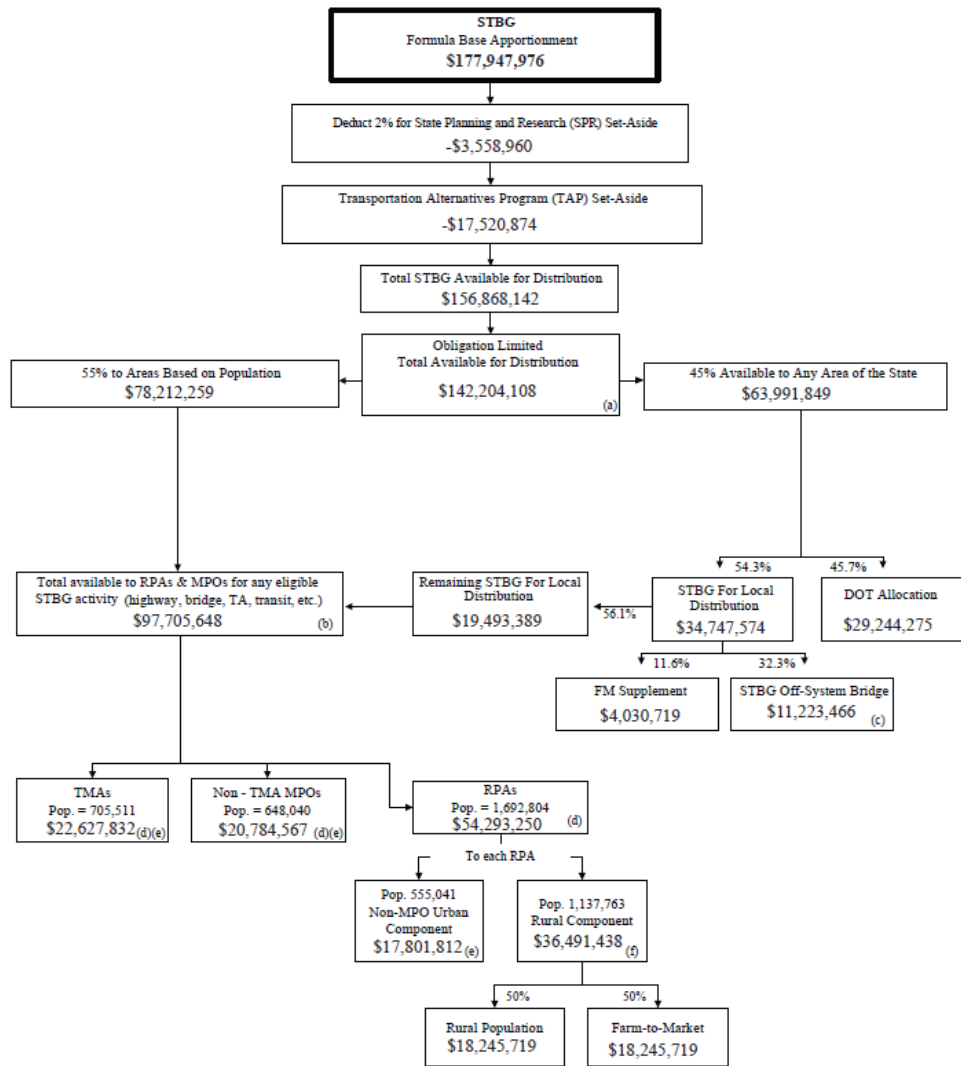 STBG
Formula Base Apportionment
$177,947,976
Deduct 2% for State Planning and Research (SPR) Set-Aside
-$3,558,960
Transportation Alternatives Program (TAP) Set-Aside
-$17,520,874
Total STBG Available for Distribution
$156,868,142
Obligation Limited
Total Available for Distribution
$142,204,108
(a)
55% to Areas Based on Population
$78,212,259
45% Available to Any Area of the State
$63,991,849
54.3%
45.7%
Total available to RPAs & MPOs for any eligible
STBG activity (highway, bridge, TA, transit, etc.)
$97,705,648
(b)
Remaining STBG For Local
Distribution
$19,493,389
56.1%
STBG For Local
Distribution
$34,747,574
DOT Allocation
$29,244,275
11.6%
32.3%
FM Supplement
$4,030,719
STBG Off-System Bridge
$11,223,466 (c)
TMAs
Pop. = 705,511
$22,627,832 (d)(e)
Non - TMA MPOs
Pop. = 648,040
$20,784,567 (d)(e)
RPAs
Pop. = 1,692,804
$54,293,250 (d)
To each RPA
Pop. 555,041
Non-MPO Urban
Component
$17,801,812 (e)
Pop. 1,137,763
Rural Component
$36,491,438 (f)
50%
50%
Rural Population
$18,245,719
Farm-to-Market
$18,245,719